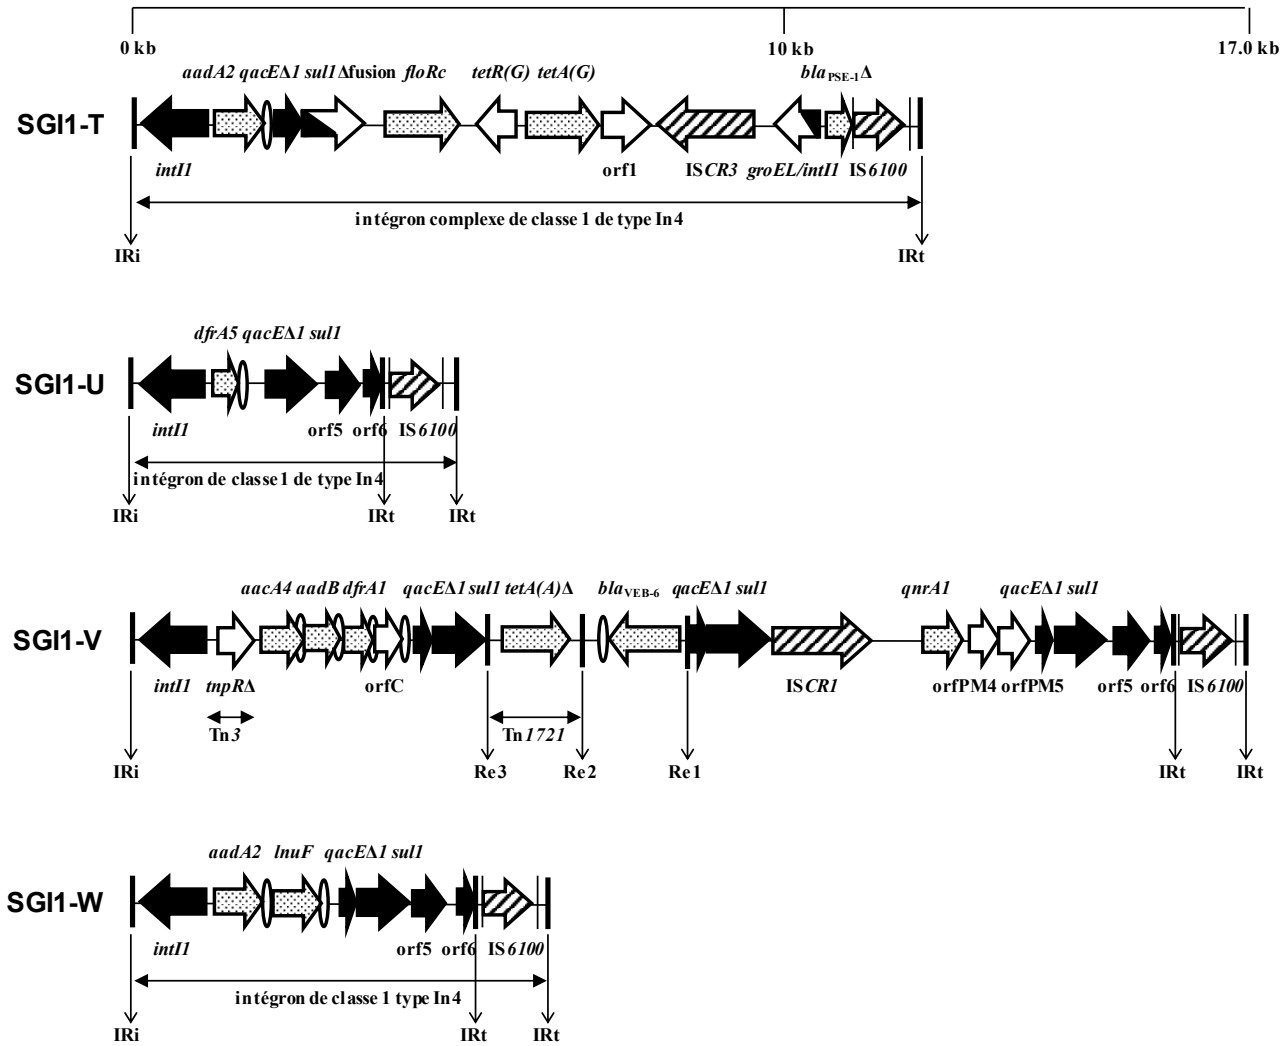 0 kb 10 kb 17.0 kb
aadA2 qacEΔ1 sul1 Δfusion floRc tetR(G) tetA(G) blaPSE-1 Δ
SGI1-T
intI1 orf1 ISCR3 groEL/intI1 IS6100
intégron complexe de classe 1 de type In4
IRi IRt
dfrA5 qacEΔ1 sul1
SGI1-U
intI1 orf5 orf6 IS6100
intégron de classe 1 de type In4
IRi IRt IRt
aacA4 aadB dfrA1 qacEΔ1 sul1 tetA(A)Δ blaVEB-6 qacEΔ1 sul1 qnrA1 qacEΔ1 sul1
SGI1-V
intI1 tnpRΔ orfC ISCR1 orfPM4 orfPM5 orf5 orf6 IS6100
Tn3 Tn1721
IRi Re3 Re2 Re1 IRt IRt
aadA2 lnuF qacEΔ1 sul1
SGI1-W
intI1 orf5 orf6 IS6100
intégron de classe 1 type In4
IRi IRt IRt